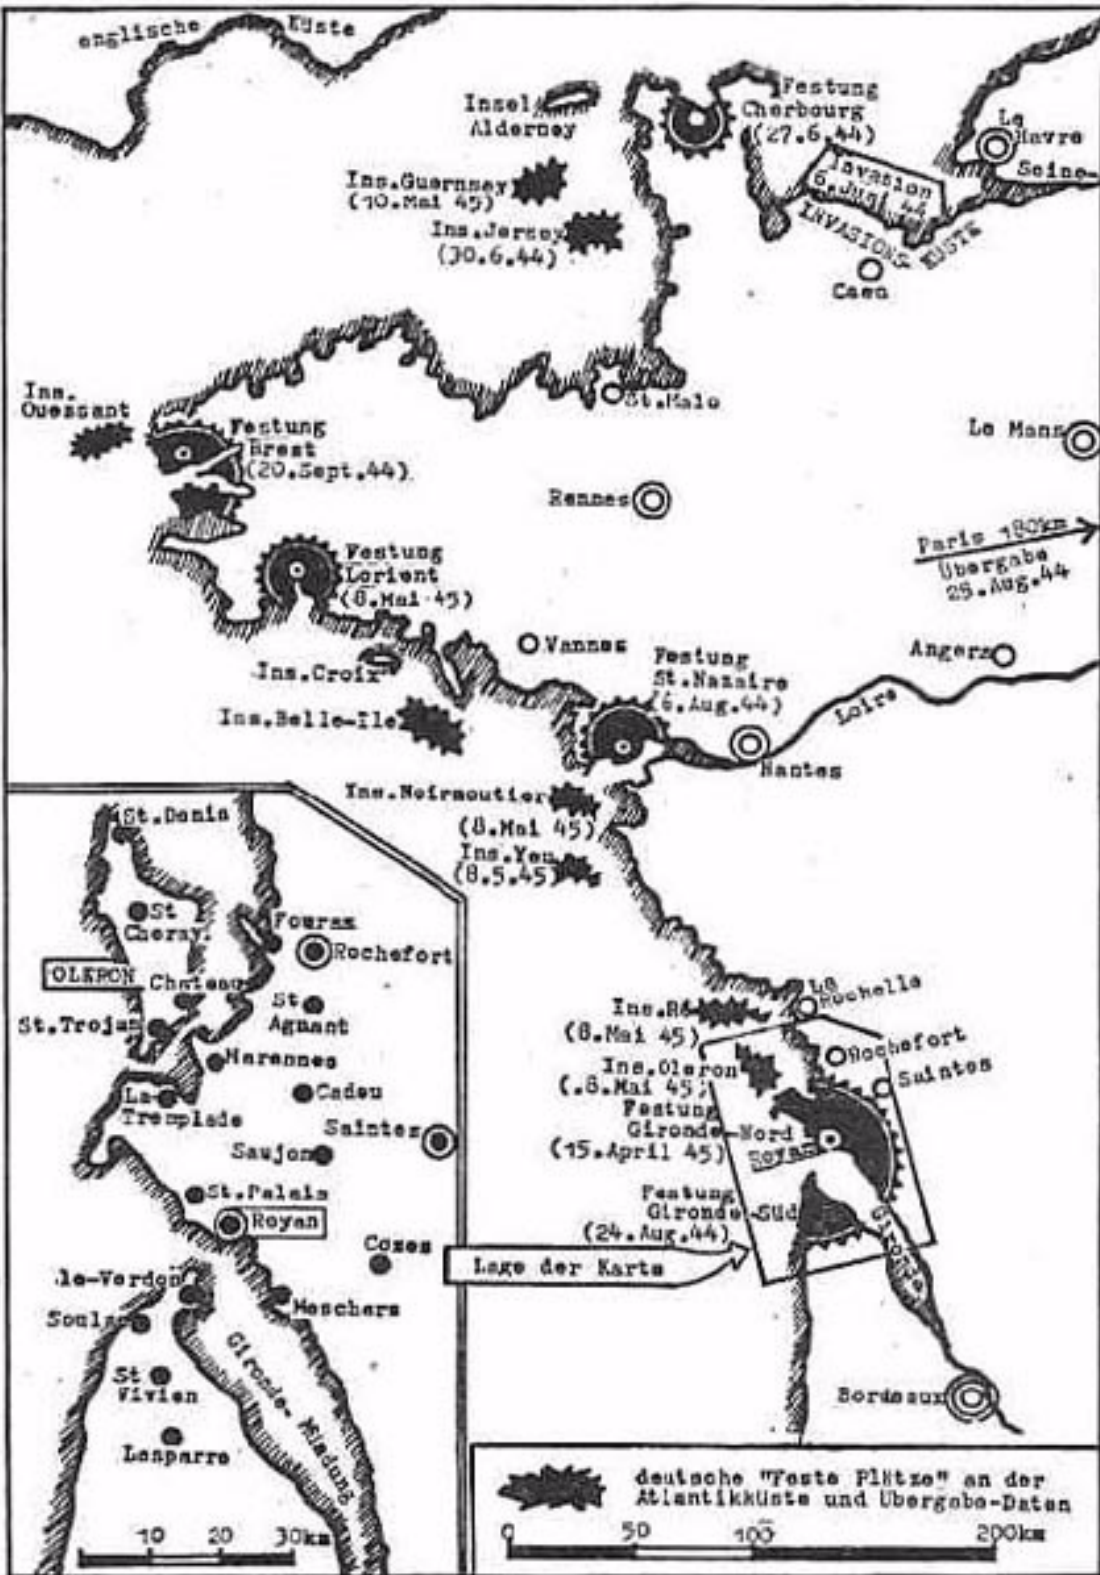 englische Küste
Insel
Alderney
Festung
Cherbourg
(27.6.44)
Le
Havre
Seine-
Invasion
6.Juni 44
INVASIONS-KÜSTE
Caen
Ins.Guernsey
(10.Mai 45)
Ins.Jersey
(30.6.44)
St.Malo
Ins.
Ouessant
Festung
Brest
(20.Sept.44)
Le Mans
Rennes
Paris 180km
Übergabe
25.Aug.44
Festung
Lorient
(8.Mai 45)
Vannes
Angers
Ins.Croix
Festung
St.Nazaire
(6.Aug.44)
Loire
Ins.Belle-Ile
Nantes
Ins.Noirmoutier
(8.Mai 45)
Ins.Yeu
(8.5.45)
La
Rochelle
Ins.Ré
(8.Mai 45)
Rochefort
Ins.Oleron
(.8.Mai 45)
Saintes
Festung
Gironde-Nord
(15.April 45)
Royan
Festung
Gironde-Süd
(24.Aug.44)
Gironde
Lage der Karte
Bordeaux
St.Denis
St
Cheray.
Fouras
Rochefort
OLERON
Chateau
St.Trojan
St
Agnant
Marennes
La
Tremplade
Cadeu
Saintes
Saujon
St.Palais
Royan
Cozes
le-Verdon
Meschers
Soulac
St
Vivien
Lesparre
Gironde-Mündung
10 20 30km
deutsche "Feste Plätze" an der
Atlantikküste und Übergabe-Daten
0 50 100 200km